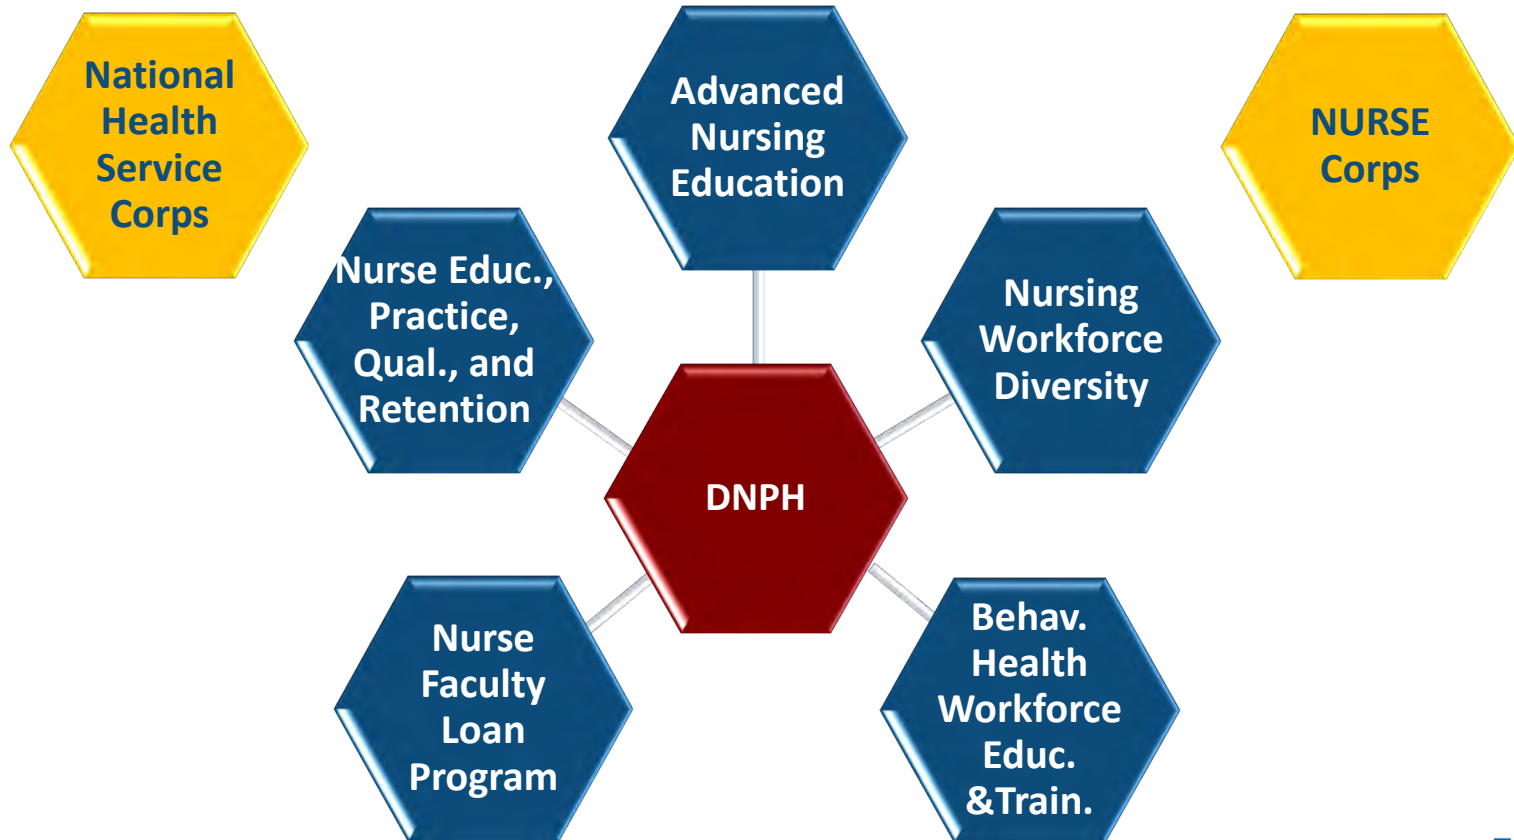 National
Health
Service
Corps
Advanced
Nursing
Education
NURSE
Corps
Nurse Educ.,
Practice,
Qual., and
Retention
Nursing
Workforce
Diversity
DNPH
Nurse
Faculty
Loan
Program
Behav.
Health
Workforce
Educ.
&Train.